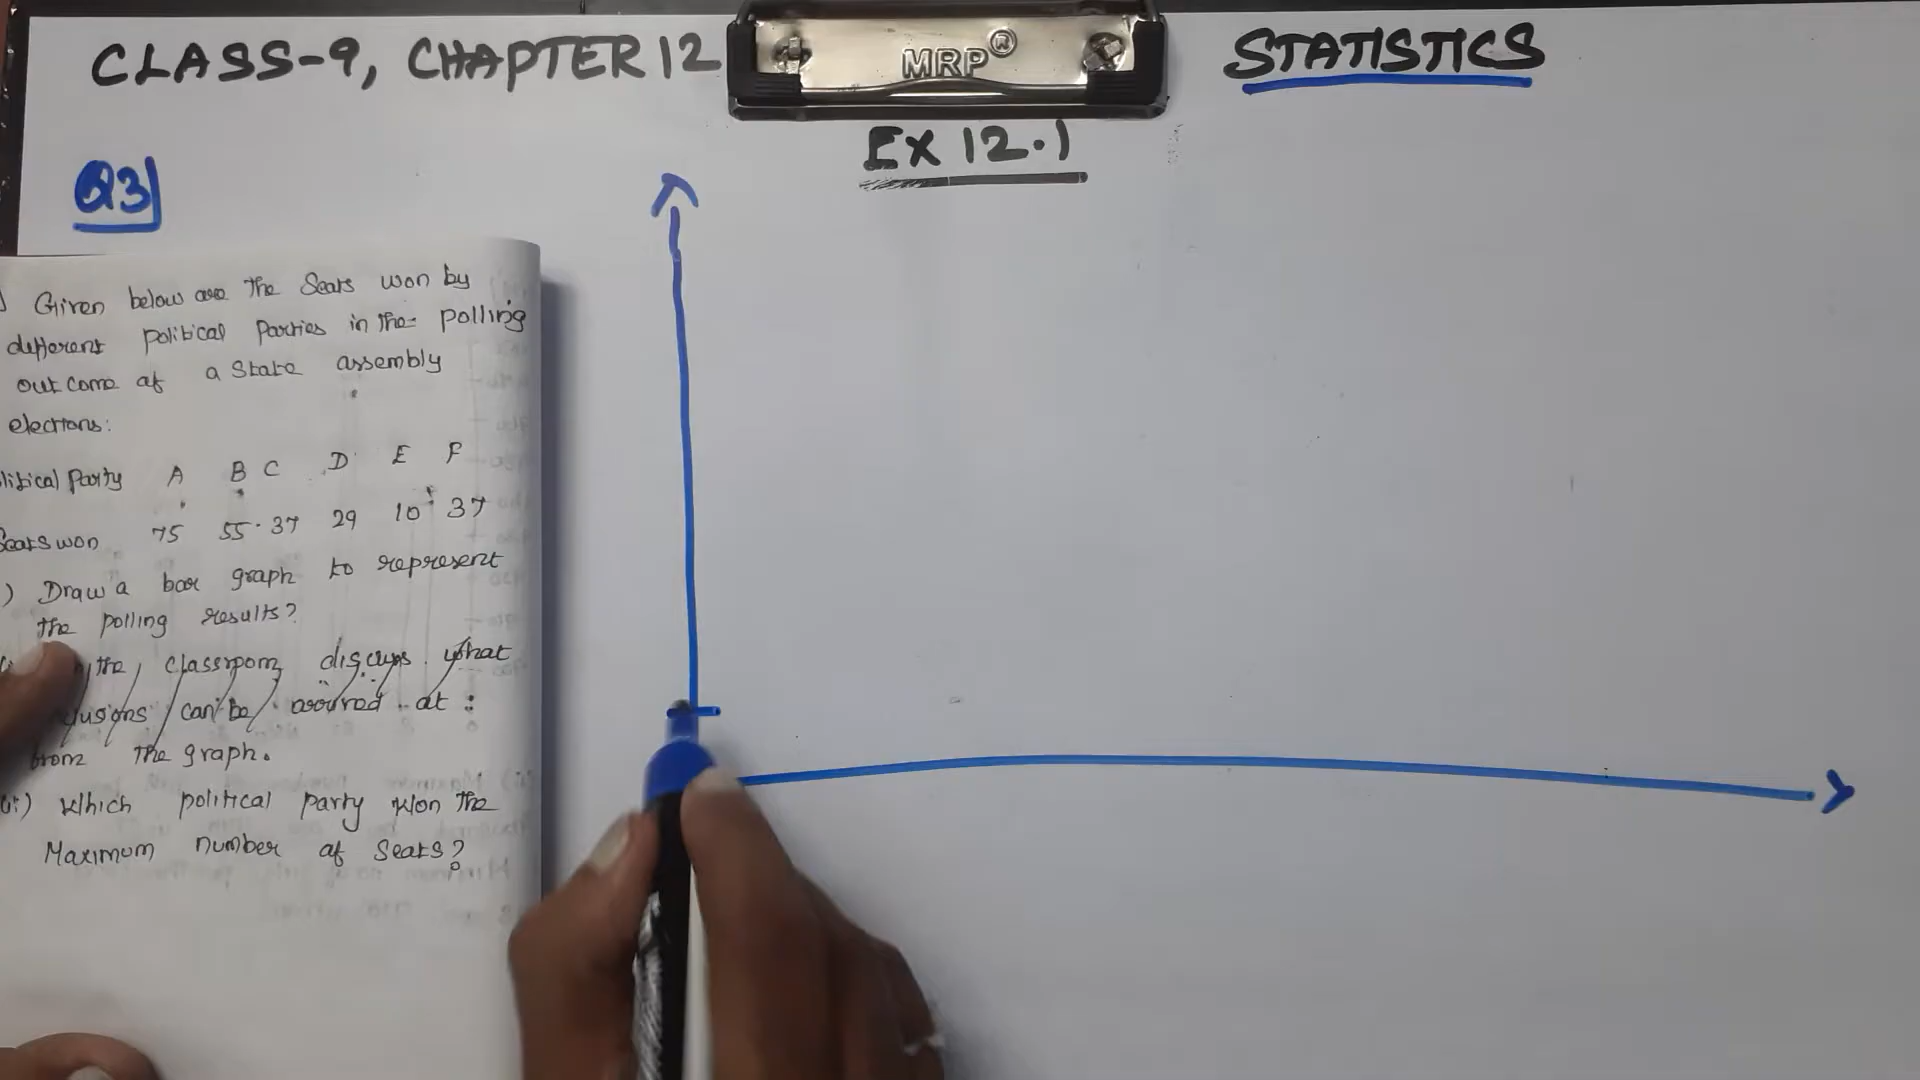 CLASS-9, CHAPTER 12
MRP®
STATISTICS
EX 12.1
Q3
Given below are the Seats won by
different political Parties in the polling
out come of a State assembly
elections:
litical Party A B C D E F
Seats won 75 55 37 29 10 37
) Draw a bar graph to represent
the polling results?
the classroom discuss what
lusions can be arrived at :
from the graph.
ii) Which political party won the
Maximum number of Seats?